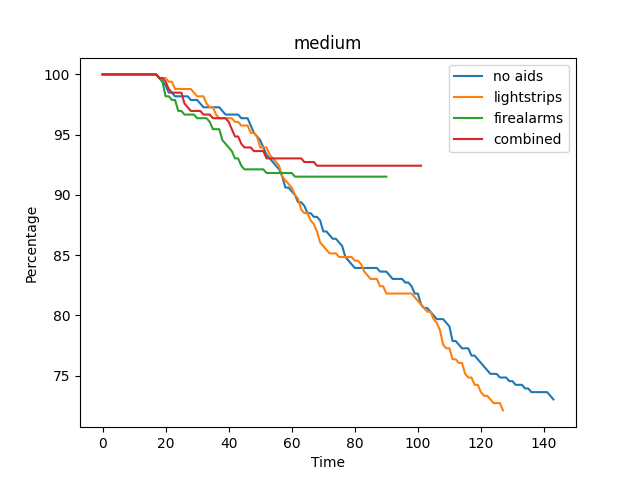 medium
no aids
lightstrips
firealarms
combined
Percentage
100
95
90
85
80
75
0 20 40 60 80 100 120 140
Time